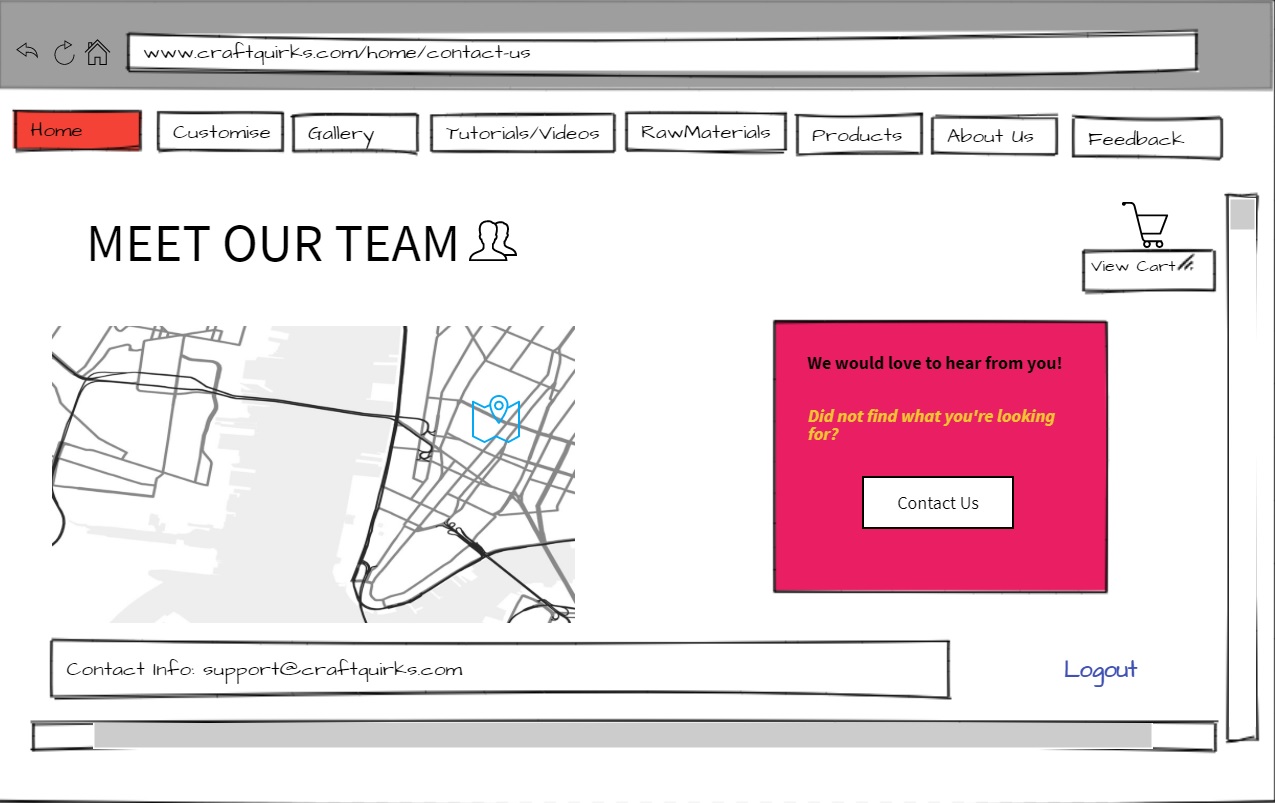 www.craftquirks.com/home/contact-us
Home
Customise
Gallery
Tutorials/Videos
RawMaterials
Products
About Us
Feedback
MEET OUR TEAM
View Cart
We would love to hear from you!
Did not find what you're looking
for?
Contact Us
Contact Info: support@craftquirks.com
Logout